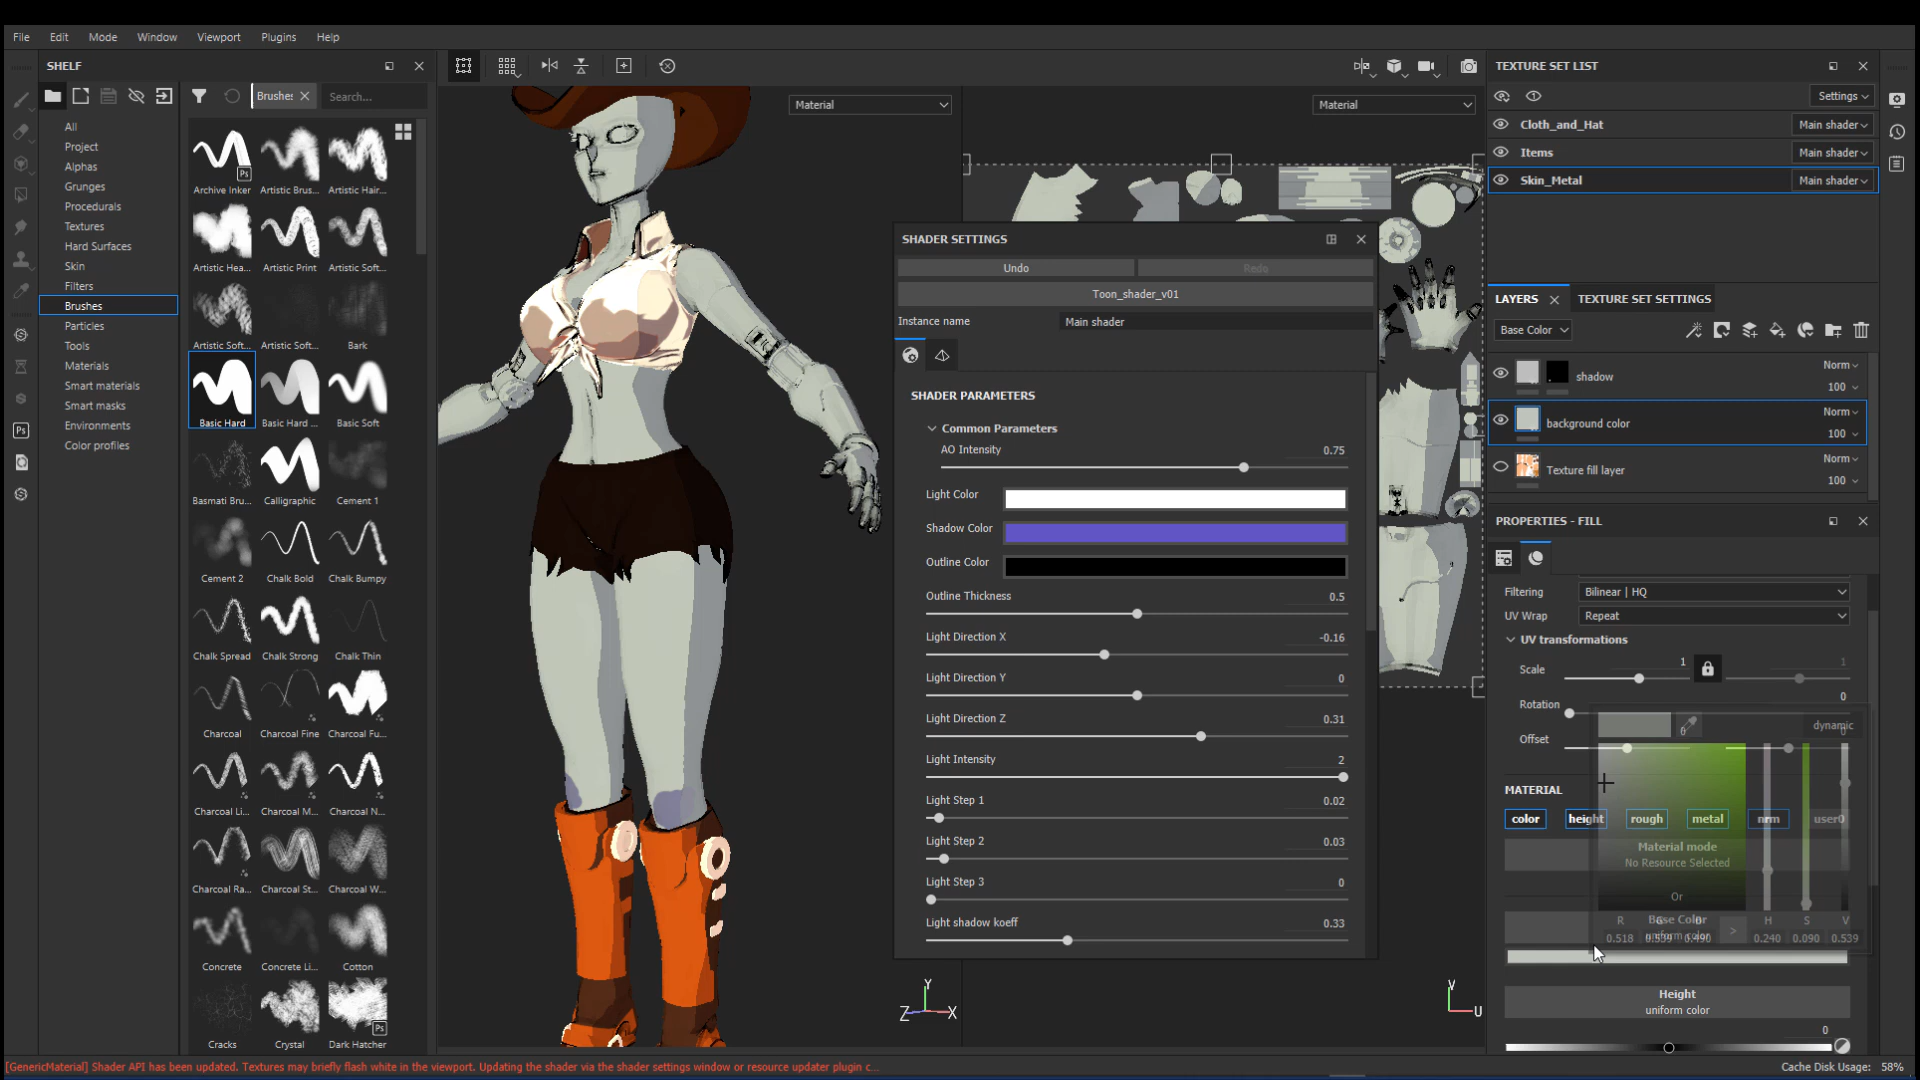 File Edit Mode Window Viewport Plugins Help
SHELF
Brushes
Search...
All
Project
Alphas
Grunges
Procedurals
Textures
Hard Surfaces
Skin
Filters
Brushes
Particles
Tools
Materials
Smart materials
Smart masks
Environments
Color profiles
Archive Inker Artistic Brus... Artistic Hair...
Artistic Hea... Artistic Print Artistic Soft...
Artistic Soft... Artistic Soft... Bark
Basic Hard Basic Hard ... Basic Soft
Basmati Bru... Calligraphic Cement 1
Cement 2 Chalk Bold Chalk Bumpy
Chalk Spread Chalk Strong Chalk Thin
Charcoal Charcoal Fine Charcoal Fu...
Charcoal Li... Charcoal M... Charcoal N...
Charcoal Ra... Charcoal St... Charcoal W...
Concrete Concrete Li... Cotton
Cracks Crystal Dark Hatcher
Ps
Ps
Ps
Material
Material
Y
Z X
V
U
SHADER SETTINGS
Undo Redo
Toon_shader_v01
Instance name Main shader
SHADER PARAMETERS
Common Parameters
AO Intensity 0.75
Light Color
Shadow Color
Outline Color
Outline Thickness 0.5
Light Direction X -0.16
Light Direction Y 0
Light Direction Z 0.31
Light Intensity 2
Light Step 1 0.02
Light Step 2 0.03
Light Step 3 0
Light shadow koeff 0.33
TEXTURE SET LIST
Settings
Cloth_and_Hat Main shader
Items Main shader
Skin_Metal Main shader
LAYERS TEXTURE SET SETTINGS
Base Color
shadow Norm 100
background color Norm 100
Texture fill layer Norm 100
PROPERTIES - FILL
Filtering Bilinear | HQ
UV Wrap Repeat
UV transformations
Scale 1 1
Rotation 0
Offset 0 0
dynamic
MATERIAL
color height rough metal nrm user0
Material mode
No Resource Selected
Or
Base Color
uniform color
R H S V
0.518 0.539 0.490 0.240 0.090 0.539
Height
uniform color
0
[GenericMaterial] Shader API has been updated. Textures may briefly flash white in the viewport. Updating the shader via the shader settings window or resource updater plugin c...
Cache Disk Usage: 58%